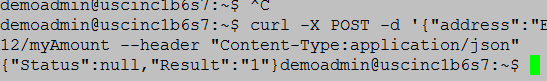 demoadmin@uscinc1b6s7:~$ ^C
demoadmin@uscinc1b6s7:~$ curl -X POST -d '{"address":"E
12/myAmount --header "Content-Type:application/json"
{"Status":null,"Result":"1"}demoadmin@uscinc1b6s7:~$